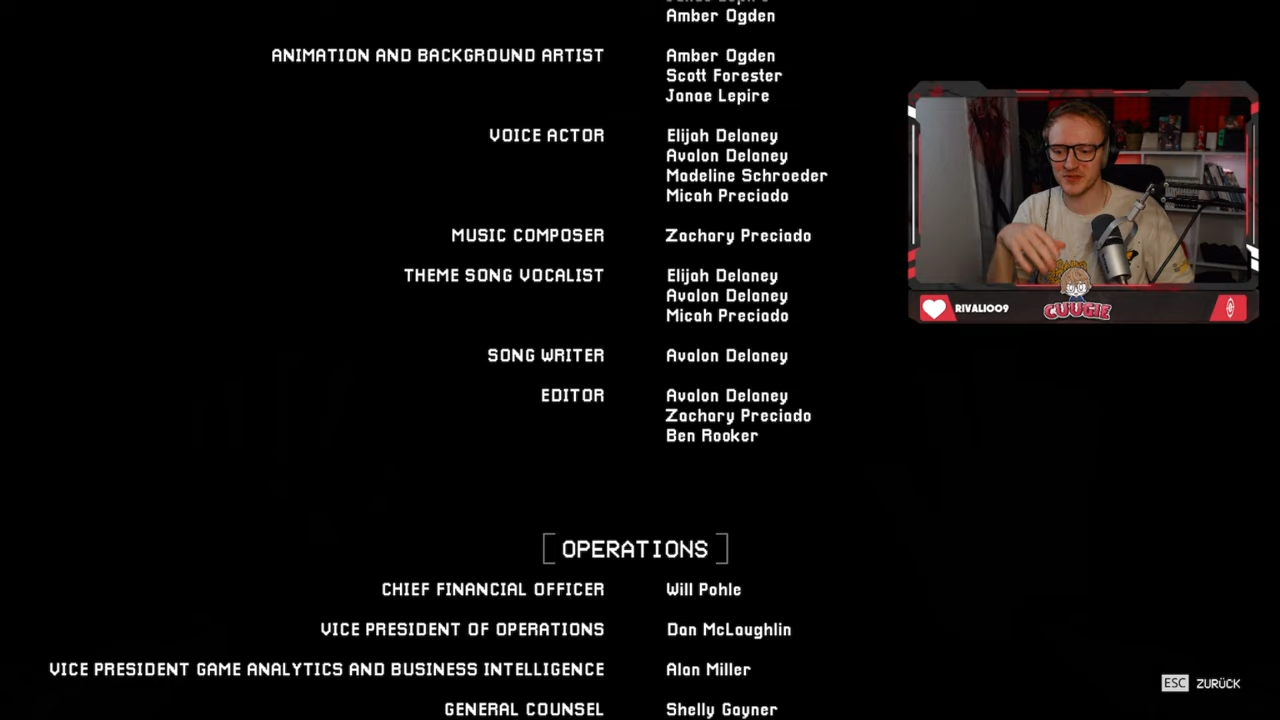 Amber Ogden
ANIMATION AND BACKGROUND ARTIST Amber Ogden
Scott Forester
Janae Lepire
VOICE ACTOR Elijah Delaney
Avalon Delaney
Madeline Schroeder
Micah Preciado
MUSIC COMPOSER Zachary Preciado
THEME SONG VOCALIST Elijah Delaney
Avalon Delaney
Micah Preciado
SONG WRITER Avalon Delaney
EDITOR Avalon Delaney
Zachary Preciado
Ben Rooker
OPERATIONS
CHIEF FINANCIAL OFFICER Will Pohle
VICE PRESIDENT OF OPERATIONS Dan McLaughlin
VICE PRESIDENT GAME ANALYTICS AND BUSINESS INTELLIGENCE Alan Miller
GENERAL COUNSEL Shelly Gayner
RIVALI009
CUUGIE
ESC ZURÜCK